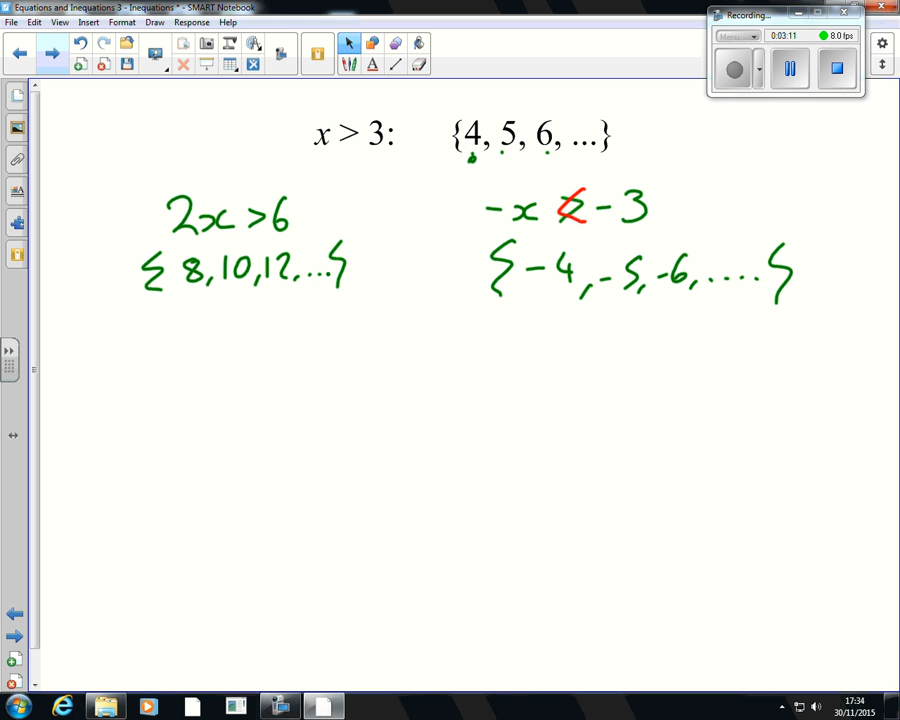 Equations and Inequations 3 - Inequations * - SMART Notebook
File Edit View Insert Format Draw Response Help
Recording...
Menu
0:03:11
8.0 fps
x > 3: {4, 5, 6, ...}
2x > 6
-x < -3
{ 8, 10, 12, ... }
{ -4, -5, -6, .... }
17:34
30/11/2015